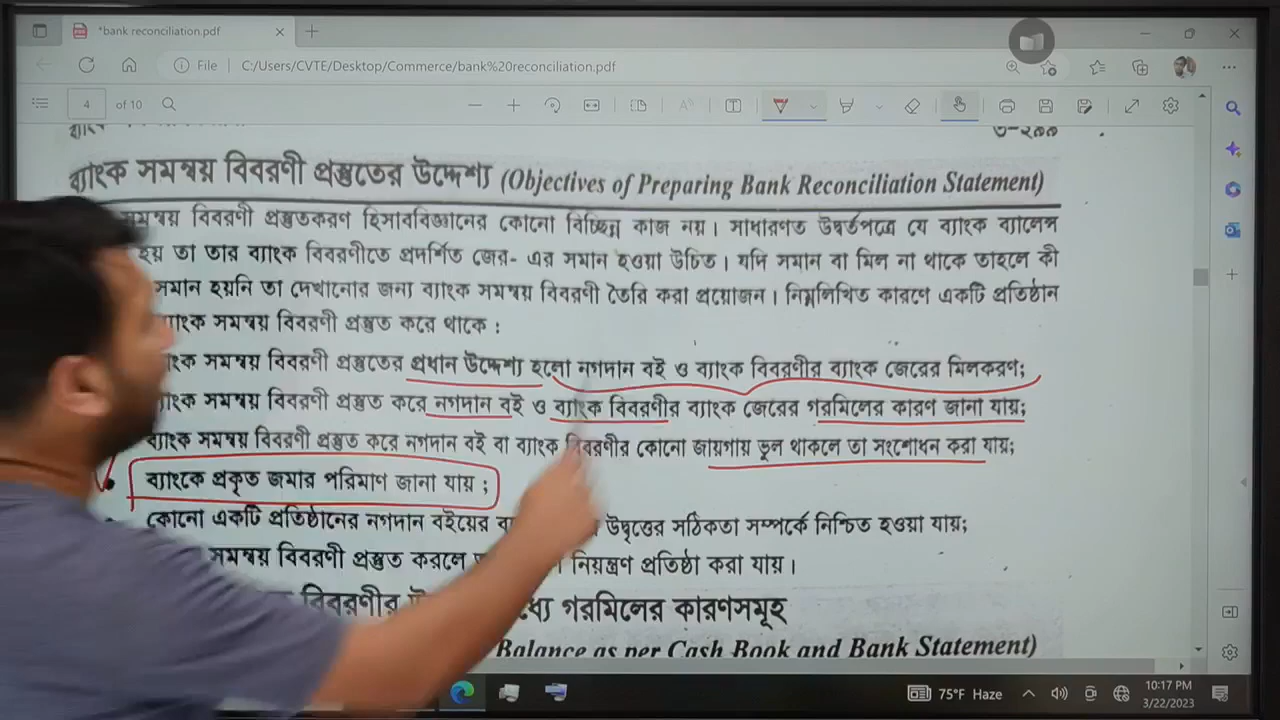 *bank reconciliation.pdf
File C:/Users/CVTE/Desktop/Commerce/bank%20reconciliation.pdf
4 of 10
ব্যাংক সমন্বয় বিবরণী প্রস্তুতের উদ্দেশ্য (Objectives of Preparing Bank Reconciliation Statement)
সমন্বয় বিবরণী প্রস্তুতকরণ হিসাববিজ্ঞানের কোনো বিচ্ছিন্ন কাজ নয়। সাধারণত উদ্বর্তপত্রে যে ব্যাংক ব্যালেন্স
হয় তা তার ব্যাংক বিবরণীতে প্রদর্শিত জের- এর সমান হওয়া উচিত। যদি সমান বা মিল না থাকে তাহলে কী
সমান হয়নি তা দেখানোর জন্য ব্যাংক সমন্বয় বিবরণী তৈরি করা প্রয়োজন। নিম্নলিখিত কারণে একটি প্রতিষ্ঠান
ব্যাংক সমন্বয় বিবরণী প্রস্তুত করে থাকে :
সমন্বয় বিবরণী প্রস্তুতের প্রধান উদ্দেশ্য হলো নগদান বই ও ব্যাংক বিবরণীর ব্যাংক জেরের মিলকরণ;
সমন্বয় বিবরণী প্রস্তুত করে নগদান বই ও ব্যাংক বিবরণীর ব্যাংক জেরের গরমিলের কারণ জানা যায়;
ব্যাংক সমন্বয় বিবরণী প্রস্তুত করে নগদান বই বা ব্যাংক বিবরণীর কোনো জায়গায় ভুল থাকলে তা সংশোধন করা যায়;
ব্যাংকে প্রকৃত জমার পরিমাণ জানা যায় ;
কোনো একটি প্রতিষ্ঠানের নগদান বইয়ের উদ্বৃত্তের সঠিকতা সম্পর্কে নিশ্চিত হওয়া যায়;
সমন্বয় বিবরণী প্রস্তুত করলে নিয়ন্ত্রণ প্রতিষ্ঠা করা যায়।
বিবরণীর গরমিলের কারণসমূহ
Balance as per Cash Book and Bank Statement)
75°F Haze
10:17 PM
3/22/2023